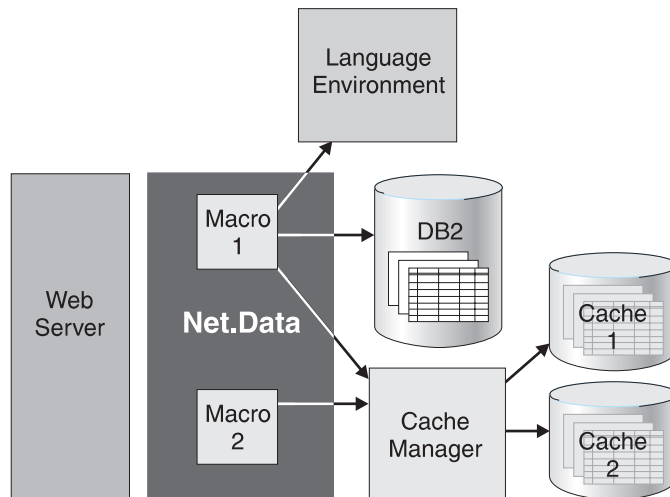 Language
Environment
Macro
1
DB2
Web
Server
Net.Data
Cache
1
Macro
2
Cache
Manager
Cache
2